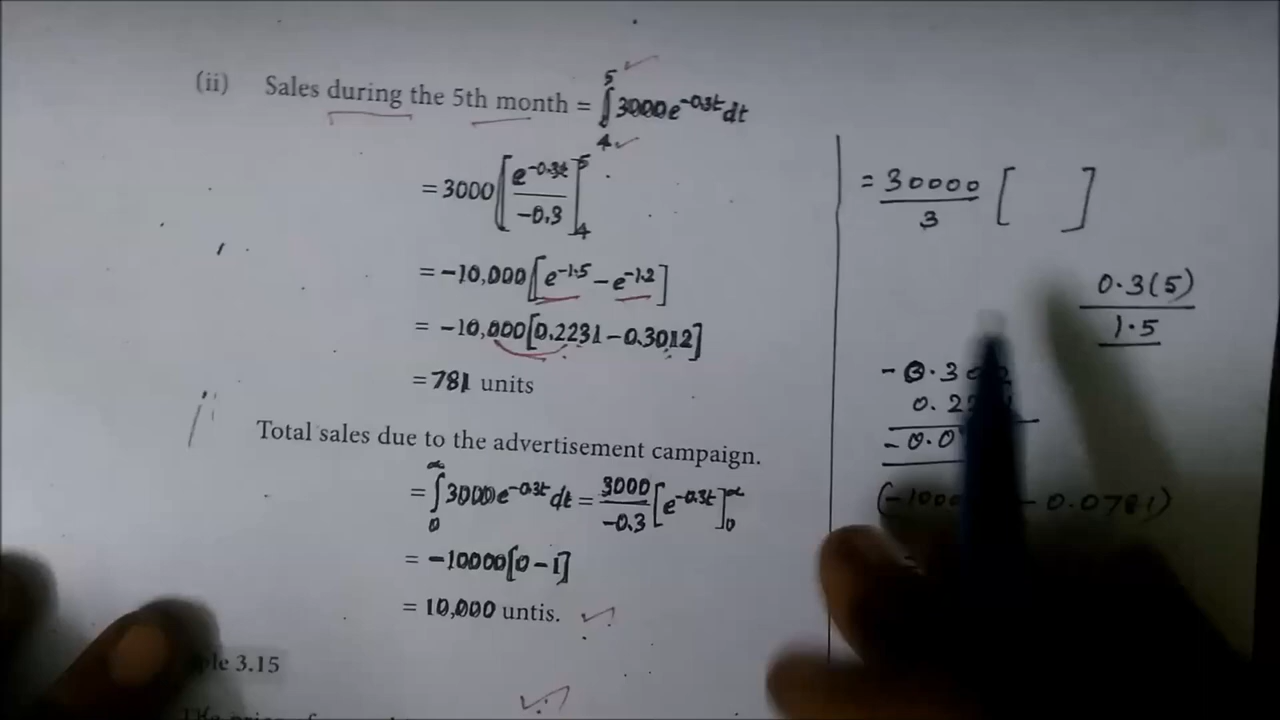 (ii) Sales during the 5th month = ∫₄⁵ 3000e^{-0.3t} dt
= 3000 [e^{-0.3t} / -0.3]₄⁵
= -10,000 [e^{-1.5} - e^{-1.2}]
= -10,000 [0.2231 - 0.3012]
= 781 units
ii
Total sales due to the advertisement campaign.
= ∫₀^∝ 3000e^{-0.3t} dt = 3000/-0.3 [e^{-0.3t}]₀^∝
= -10000[0 - 1]
= 10,000 untis.
3.15
= 30000/3 [ ]
0.3(5)
1.5
0.0781)